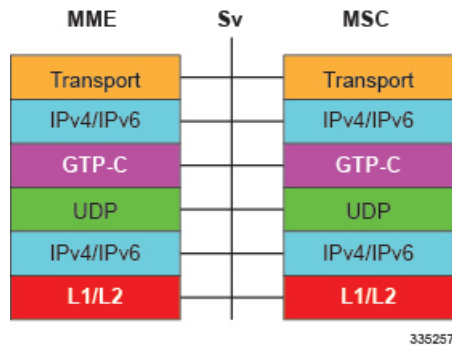 MME Sv MSC
Transport Transport
IPv4/IPv6 IPv4/IPv6
GTP-C GTP-C
UDP UDP
IPv4/IPv6 IPv4/IPv6
L1/L2 L1/L2
335257